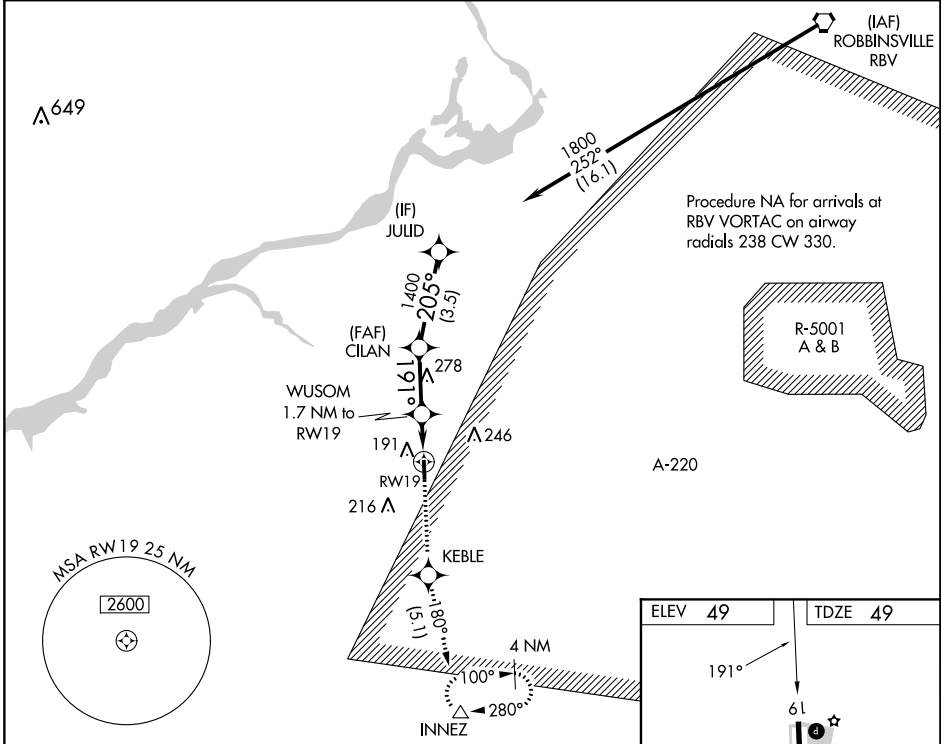 (IAF)
ROBBINSVILLE
RBV
649
1800
252°
(16.1)
Procedure NA for arrivals at
RBV VORTAC on airway
radials 238 CW 330.
(IF)
JULID
1400
205°
(3.5)
R-5001
A & B
(FAF)
CILAN
278
191°
WUSOM
1.7 NM to
RW19
191
246
A-220
RW19
216
KEBLE
MSA RW19 25 NM
2600
180°
(5.1)
4 NM
100°
280°
INNEZ
ELEV 49
TDZE 49
191°
19
P